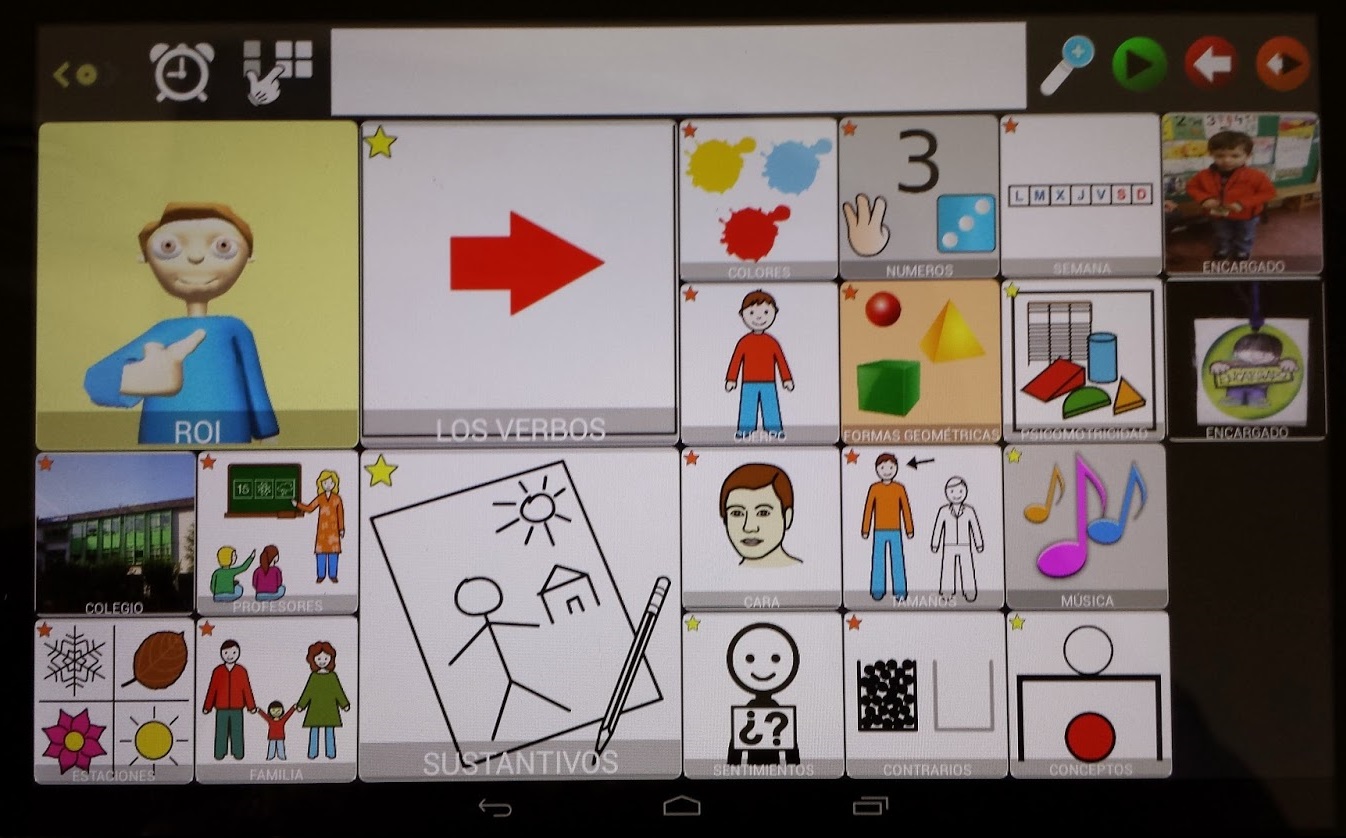 ROI
LOS VERBOS
COLORES
3
NUMEROS
L M X J V S D
SEMANA
ENCARGADO
CUERPO
FORMAS GEOMÉTRICAS
PSICOMOTRICIDAD
ENCARGADO
COLEGIO
15
PROFESORES
SUSTANTIVOS
CARA
TAMAÑOS
MÚSICA
ESTACIONES
FAMILIA
¿?
SENTIMIENTOS
CONTRARIOS
CONCEPTOS